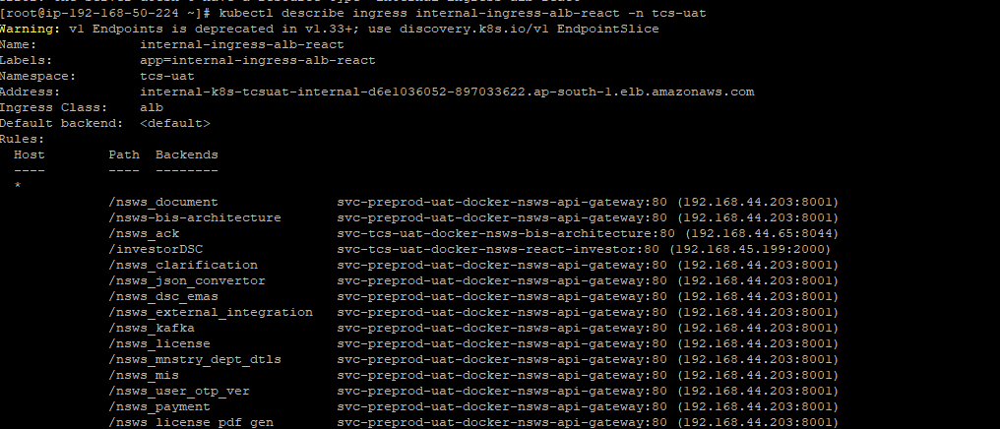 [root@ip-192-168-50-224 ~]# kubectl describe ingress internal-ingress-alb-react -n tcs-uat
Warning: v1 Endpoints is deprecated in v1.33+; use discovery.k8s.io/v1 EndpointSlice
Name: internal-ingress-alb-react
Labels: app=internal-ingress-alb-react
Namespace: tcs-uat
Address: internal-k8s-tcsuat-internal-d6e1036052-897033622.ap-south-1.elb.amazonaws.com
Ingress Class: alb
Default backend: <default>
Rules:
Host Path Backends
---- ---- --------
*
/nsws_document svc-preprod-uat-docker-nsws-api-gateway:80 (192.168.44.203:8001)
/nsws-bis-architecture svc-preprod-uat-docker-nsws-api-gateway:80 (192.168.44.203:8001)
/nsws_ack svc-tcs-uat-docker-nsws-bis-architecture:80 (192.168.44.65:8044)
/investorDSC svc-tcs-uat-docker-nsws-react-investor:80 (192.168.45.199:2000)
/nsws_clarification svc-preprod-uat-docker-nsws-api-gateway:80 (192.168.44.203:8001)
/nsws_json_convertor svc-preprod-uat-docker-nsws-api-gateway:80 (192.168.44.203:8001)
/nsws_dsc_emas svc-preprod-uat-docker-nsws-api-gateway:80 (192.168.44.203:8001)
/nsws_external_integration svc-preprod-uat-docker-nsws-api-gateway:80 (192.168.44.203:8001)
/nsws_kafka svc-preprod-uat-docker-nsws-api-gateway:80 (192.168.44.203:8001)
/nsws_license svc-preprod-uat-docker-nsws-api-gateway:80 (192.168.44.203:8001)
/nsws_mnstry_dept_dtls svc-preprod-uat-docker-nsws-api-gateway:80 (192.168.44.203:8001)
/nsws_mis svc-preprod-uat-docker-nsws-api-gateway:80 (192.168.44.203:8001)
/nsws_user_otp_ver svc-preprod-uat-docker-nsws-api-gateway:80 (192.168.44.203:8001)
/nsws_payment svc-preprod-uat-docker-nsws-api-gateway:80 (192.168.44.203:8001)
/nsws_license_pdf_gen svc-preprod-uat-docker-nsws-api-gateway:80 (192.168.44.203:8001)